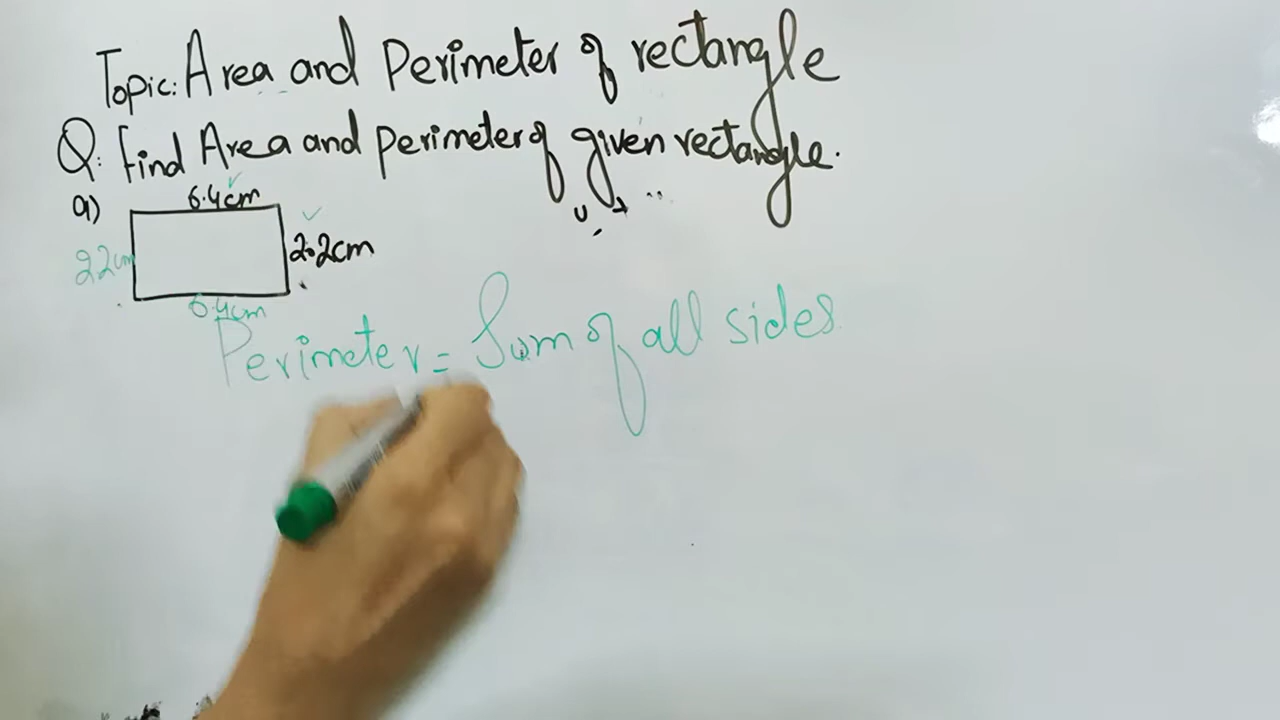 Topic: Area and Perimeter of rectangle
Q: Find Area and perimeter of given rectangle.
a)
6.4cm
2.2cm
2.2cm
6.4cm
Perimeter = Sum of all sides